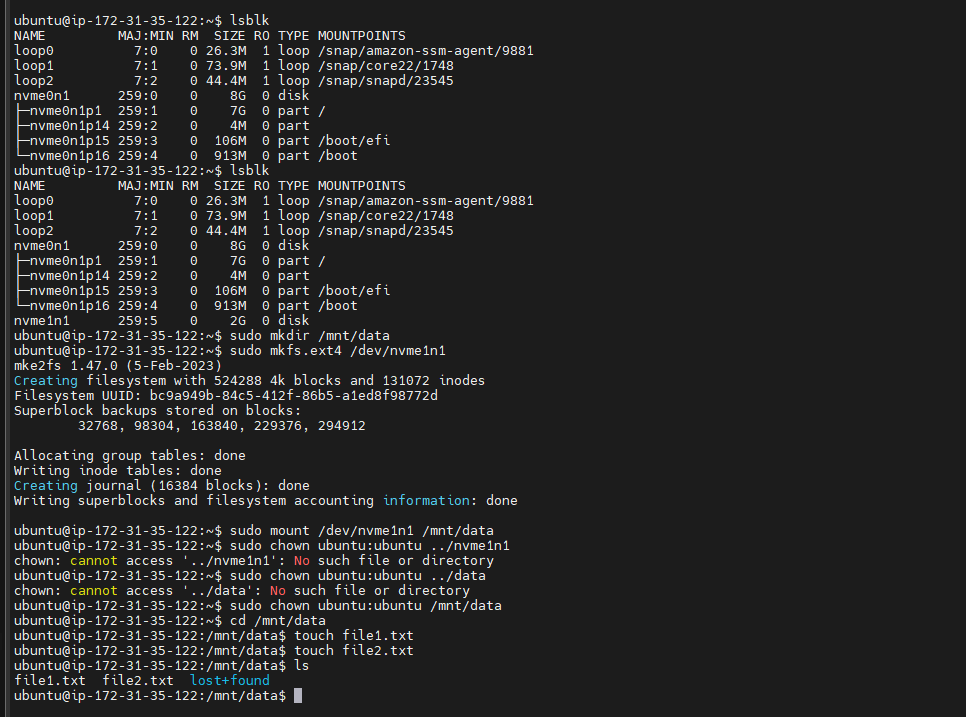 ubuntu@ip-172-31-35-122:~$ lsblk
NAME         MAJ:MIN RM  SIZE RO TYPE MOUNTPOINTS
loop0          7:0    0 26.3M  1 loop /snap/amazon-ssm-agent/9881
loop1          7:1    0 73.9M  1 loop /snap/core22/1748
loop2          7:2    0 44.4M  1 loop /snap/snapd/23545
nvme0n1      259:0    0    8G  0 disk
├─nvme0n1p1  259:1    0    7G  0 part /
├─nvme0n1p14 259:2    0    4M  0 part
├─nvme0n1p15 259:3    0  106M  0 part /boot/efi
└─nvme0n1p16 259:4    0  913M  0 part /boot
ubuntu@ip-172-31-35-122:~$ lsblk
NAME         MAJ:MIN RM  SIZE RO TYPE MOUNTPOINTS
loop0          7:0    0 26.3M  1 loop /snap/amazon-ssm-agent/9881
loop1          7:1    0 73.9M  1 loop /snap/core22/1748
loop2          7:2    0 44.4M  1 loop /snap/snapd/23545
nvme0n1      259:0    0    8G  0 disk
├─nvme0n1p1  259:1    0    7G  0 part /
├─nvme0n1p14 259:2    0    4M  0 part
├─nvme0n1p15 259:3    0  106M  0 part /boot/efi
└─nvme0n1p16 259:4    0  913M  0 part /boot
nvme1n1      259:5    0    2G  0 disk
ubuntu@ip-172-31-35-122:~$ sudo mkdir /mnt/data
ubuntu@ip-172-31-35-122:~$ sudo mkfs.ext4 /dev/nvme1n1
mke2fs 1.47.0 (5-Feb-2023)
Creating filesystem with 524288 4k blocks and 131072 inodes
Filesystem UUID: bc9a949b-84c5-412f-86b5-a1ed8f98772d
Superblock backups stored on blocks:
        32768, 98304, 163840, 229376, 294912

Allocating group tables: done
Writing inode tables: done
Creating journal (16384 blocks): done
Writing superblocks and filesystem accounting information: done

ubuntu@ip-172-31-35-122:~$ sudo mount /dev/nvme1n1 /mnt/data
ubuntu@ip-172-31-35-122:~$ sudo chown ubuntu:ubuntu ../nvme1n1
chown: cannot access '../nvme1n1': No such file or directory
ubuntu@ip-172-31-35-122:~$ sudo chown ubuntu:ubuntu ../data
chown: cannot access '../data': No such file or directory
ubuntu@ip-172-31-35-122:~$ sudo chown ubuntu:ubuntu /mnt/data
ubuntu@ip-172-31-35-122:~$ cd /mnt/data
ubuntu@ip-172-31-35-122:/mnt/data$ touch file1.txt
ubuntu@ip-172-31-35-122:/mnt/data$ touch file2.txt
ubuntu@ip-172-31-35-122:/mnt/data$ ls
file1.txt  file2.txt  lost+found
ubuntu@ip-172-31-35-122:/mnt/data$